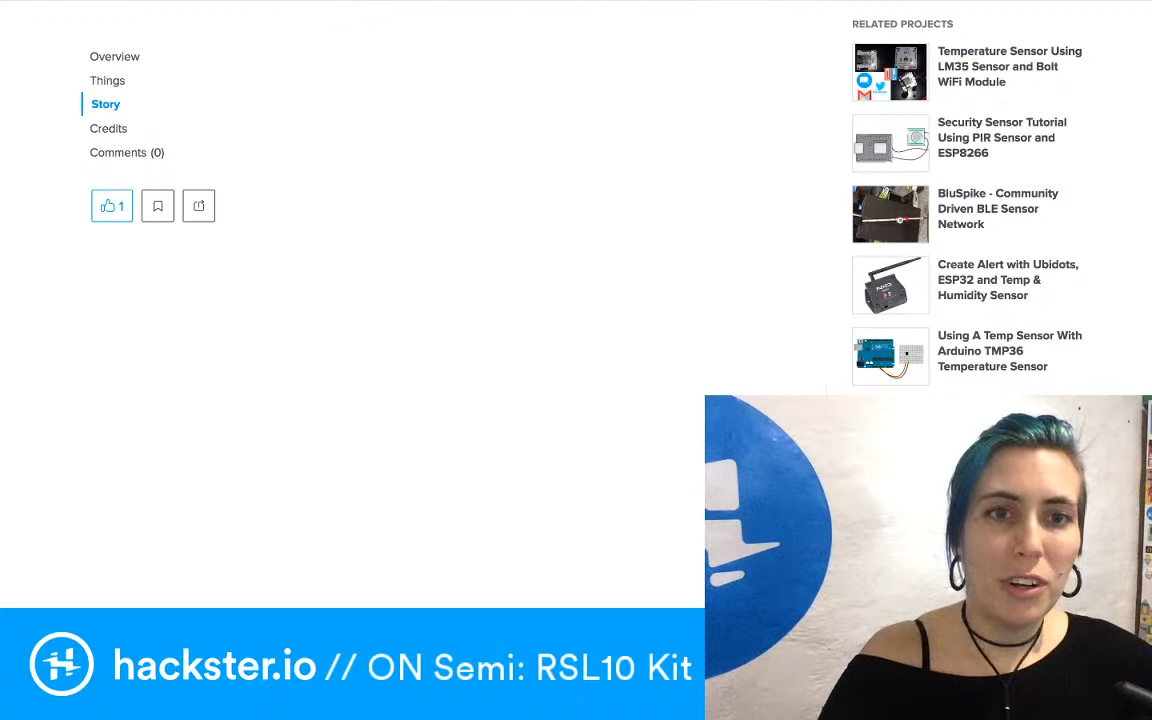 Overview
Things
Story
Credits
Comments (0)
1
RELATED PROJECTS
Temperature Sensor Using
LM35 Sensor and Bolt
WiFi Module
Security Sensor Tutorial
Using PIR Sensor and
ESP8266
BluSpike - Community
Driven BLE Sensor
Network
Create Alert with Ubidots,
ESP32 and Temp &
Humidity Sensor
Using A Temp Sensor With
Arduino TMP36
Temperature Sensor
hackster.io // ON Semi: RSL10 Kit